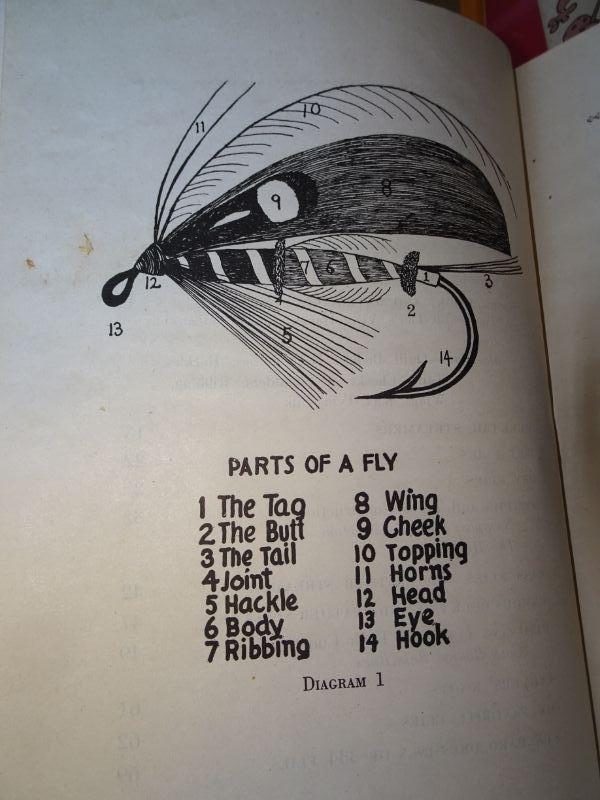 11
10
8
9
7
6
4
1
3
12
2
13
5
14
PARTS OF A FLY
1 The Tag
2 The Butt
3 The Tail
4 Joint
5 Hackle
6 Body
7 Ribbing
8 Wing
9 Cheek
10 Topping
11 Horns
12 Head
13 Eye
14 Hook
DIAGRAM 1